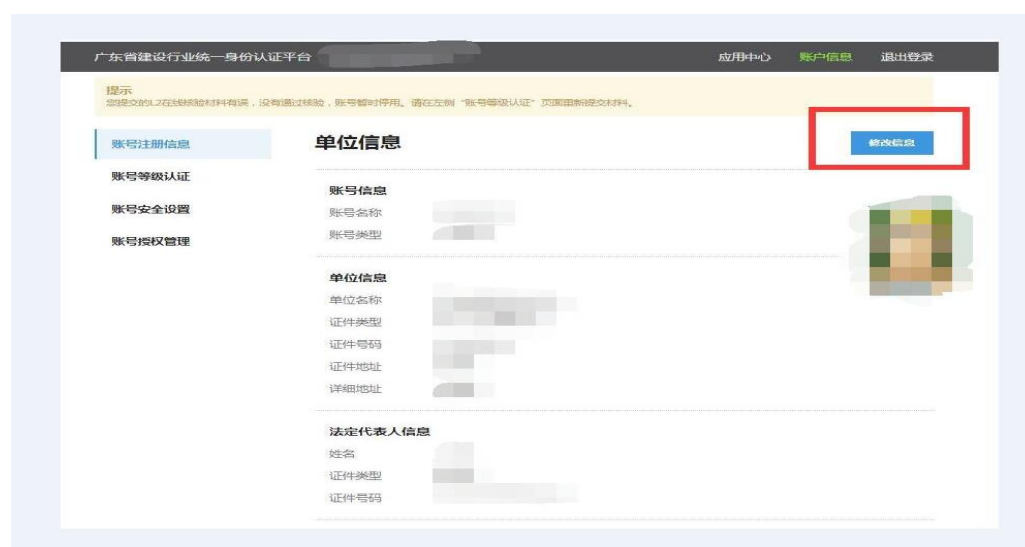 广东省建设行业统一身份认证平台
应用中心 账户信息 退出登录
提示
您提交的L2在线核验材料有误，没有通过核验，账号暂时停用。请在左侧“账号等级认证”页面重新提交材料。
账号注册信息
账号等级认证
账号安全设置
账号授权管理
单位信息
修改信息
账号信息
账号名称
账号类型
单位信息
单位名称
证件类型
证件号码
证件地址
详细地址
法定代表人信息
姓名
证件类型
证件号码